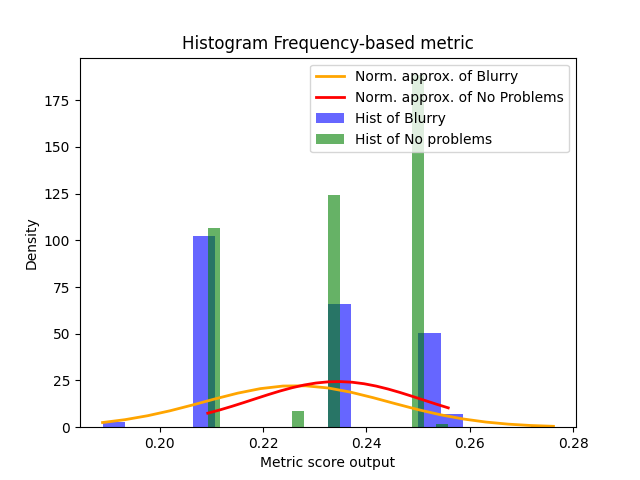 Histogram Frequency-based metric
Norm. approx. of Blurry
Norm. approx. of No Problems
Hist of Blurry
Hist of No problems
175
150
125
100
75
50
25
0
Density
0.20 0.22 0.24 0.26 0.28
Metric score output